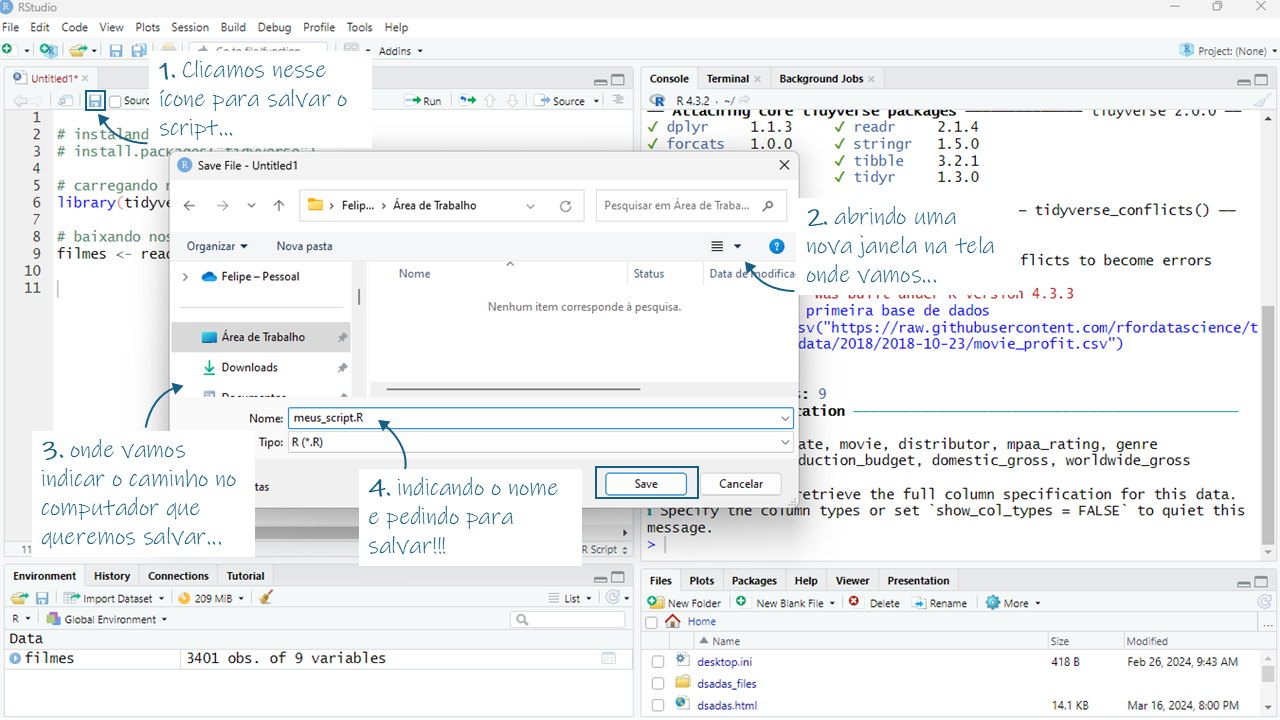 RStudio
File Edit Code View Plots Session Build Debug Profile Tools Help
Go to file/function Addins Project: (None)
Untitled1*
Sourc Run Source
1
2 # instaland
3 # install.packages("tidyverse")
4
5 # carregando
6 library(tidyve
7
8 # baixando nos
9 filmes <- read
10
11
1. Clicamos nesse
ícone para salvar o
script...
Save File - Untitled1
Felip... Área de Trabalho
Pesquisar em Área de Traba...
Organizar Nova pasta
Felipe – Pessoal
Área de Trabalho
Downloads
Documentos
Nome Status Data de modifica
Nenhum item corresponde à pesquisa.
Nome: meus_script.R
Tipo: R (*.R)
tas
Save Cancelar
2. abrindo uma
nova janela na tela
onde vamos...
3. onde vamos
indicar o caminho no
computador que
queremos salvar...
4. indicando o nome
e pedindo para
salvar!!!
11
R Script
Console Terminal Background Jobs
R 4.3.2 · ~/
── Attaching core tidyverse packages ── tidyverse 2.0.0 ──
✓ dplyr 1.1.3 ✓ readr 2.1.4
✓ forcats 1.0.0 ✓ stringr 1.5.0
✓ tibble 3.2.1
✓ tidyr 1.3.0
─ tidyverse_conflicts() ──
flicts to become errors
was built under R version 4.3.3
primeira base de dados
sv("https://raw.githubusercontent.com/rfordatascience/t
data/2018/2018-10-23/movie_profit.csv")
s: 9
cation
ate, movie, distributor, mpaa_rating, genre
duction_budget, domestic_gross, worldwide_gross
retrieve the full column specification for this data.
ℹ Specify the column types or set `show_col_types = FALSE` to quiet this
message.
>
Environment History Connections Tutorial
Import Dataset 209 MiB List
R Global Environment
Data
filmes 3401 obs. of 9 variables
Files Plots Packages Help Viewer Presentation
New Folder New Blank File Delete Rename More
Home ...
Name Size Modified
desktop.ini 418 B Feb 26, 2024, 9:43 AM
dsadas_files
dsadas.html 14.1 KB Mar 16, 2024, 8:00 PM